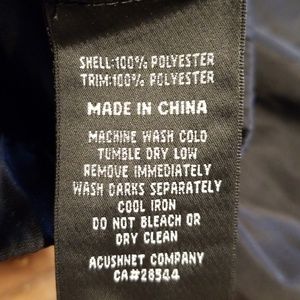 SHELL:100% POLYESTER
TRIM:100% POLYESTER
MADE IN CHINA
MACHINE WASH COLD
TUMBLE DRY LOW
REMOVE IMMEDIATELY
WASH DARKS SEPARATELY
COOL IRON
DO NOT BLEACH OR
DRY CLEAN
ACUSHNET COMPANY
CA#28544